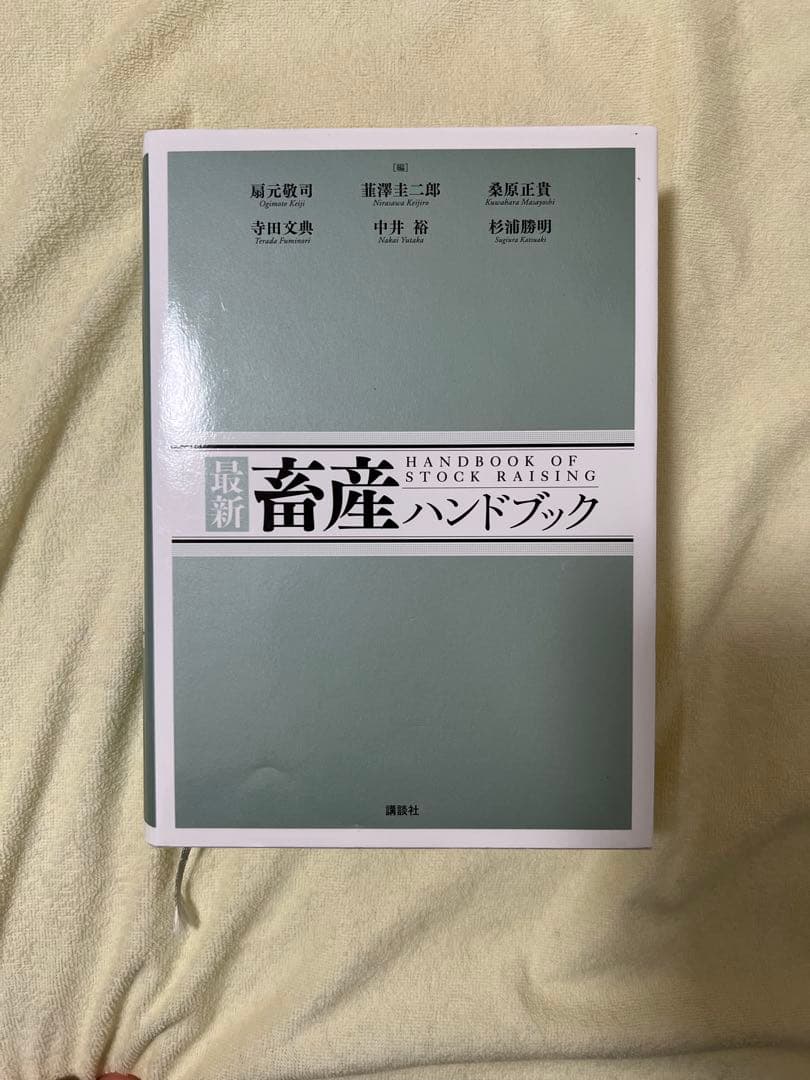 [編]
扇元敬司 韮澤圭二郎 桑原正貴
Ogimoto Keiji Nirasawa Keijiro Kuwahara Masayoshi
寺田文典 中井 裕 杉浦勝明
Terada Fuminori Nakai Yutaka Sugiura Katsuaki
最新
畜産
HANDBOOK OF
STOCK RAISING
ハンドブック
講談社